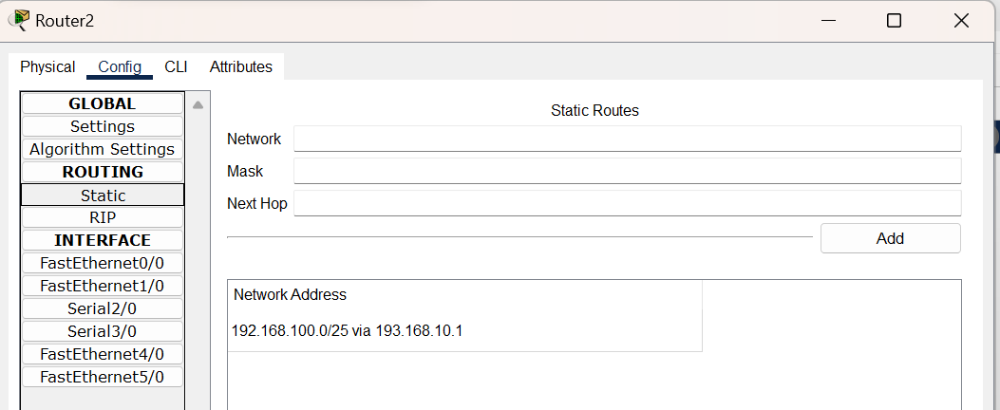 Router2
Physical Config CLI Attributes
GLOBAL
Settings
Algorithm Settings
ROUTING
Static
RIP
INTERFACE
FastEthernet0/0
FastEthernet1/0
Serial2/0
Serial3/0
FastEthernet4/0
FastEthernet5/0
Static Routes
Network
Mask
Next Hop
Add
Network Address
192.168.100.0/25 via 193.168.10.1